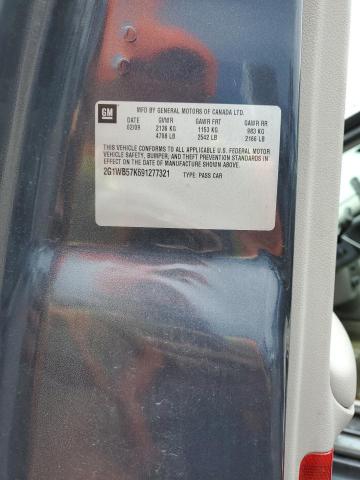 GM
MFD BY GENERAL MOTORS OF CANADA LTD.
DATE GVWR GAWR FRT GAWR RR
02/09 2136 KG 1153 KG 983 KG
4708 LB 2542 LB 2166 LB
THIS VEHICLE CONFORMS TO ALL APPLICABLE U.S. FEDERAL MOTOR
VEHICLE SAFETY, BUMPER, AND THEFT PREVENTION STANDARDS
IN EFFECT ON THE DATE OF MANUFACTURE SHOWN ABOVE.
2G1WB57K691277321 TYPE: PASS CAR